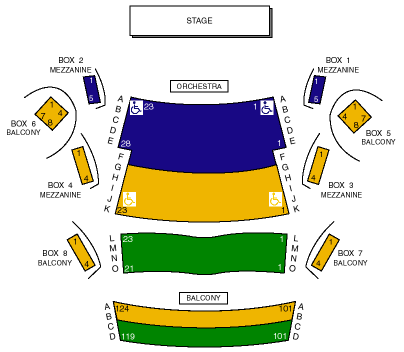 STAGE
BOX 2
MEZZANINE
BOX 1
MEZZANINE
1
5
1
5
ORCHESTRA
A
B
C
D
E
23
1
A
B
C
D
E
1
7
4
8
BOX 6
BALCONY
1
4
7
8
BOX 5
BALCONY
28
1
F
G
H
I
J
K
F
G
H
I
J
K
1
4
BOX 4
MEZZANINE
1
4
BOX 3
MEZZANINE
23
1
L
M
N
O
23
1
L
M
N
O
21
1
BOX 8
BALCONY
1
4
1
4
BOX 7
BALCONY
BALCONY
A
B
C
D
124
101
A
B
C
D
119
101